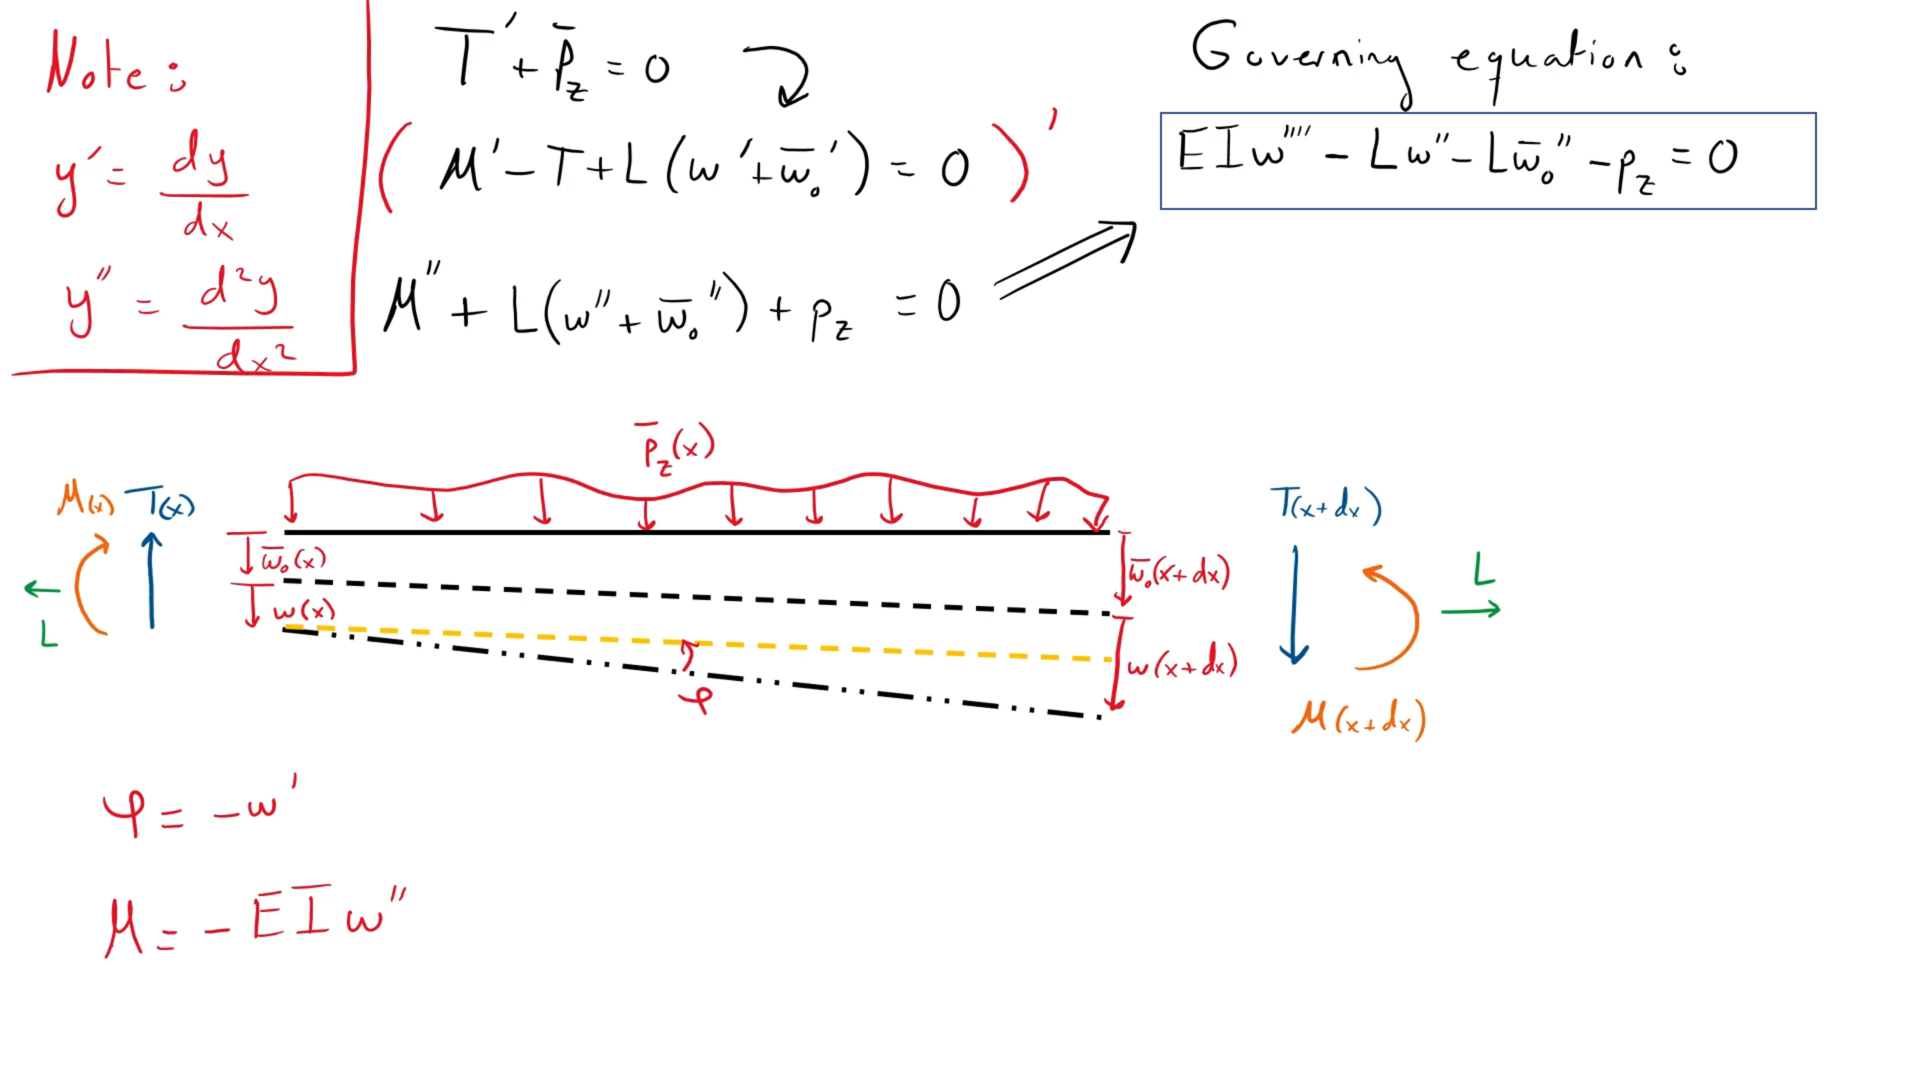 Note:
y' = dy/dx
y'' = d²y/dx²
T' + p̄z = 0
( M' - T + L (w' + w̄₀') = 0 )'
M'' + L(w'' + w̄₀'') + pz = 0
Governing equation:
EIw'''' - Lw'' - Lw̄₀'' - pz = 0
p̄z(x)
M(x) T(x)
L
w̄₀(x)
w(x)
φ
w̄₀(x+dx)
w(x+dx)
T(x+dx)
L
M(x+dx)
φ = -w'
M = -EIw''